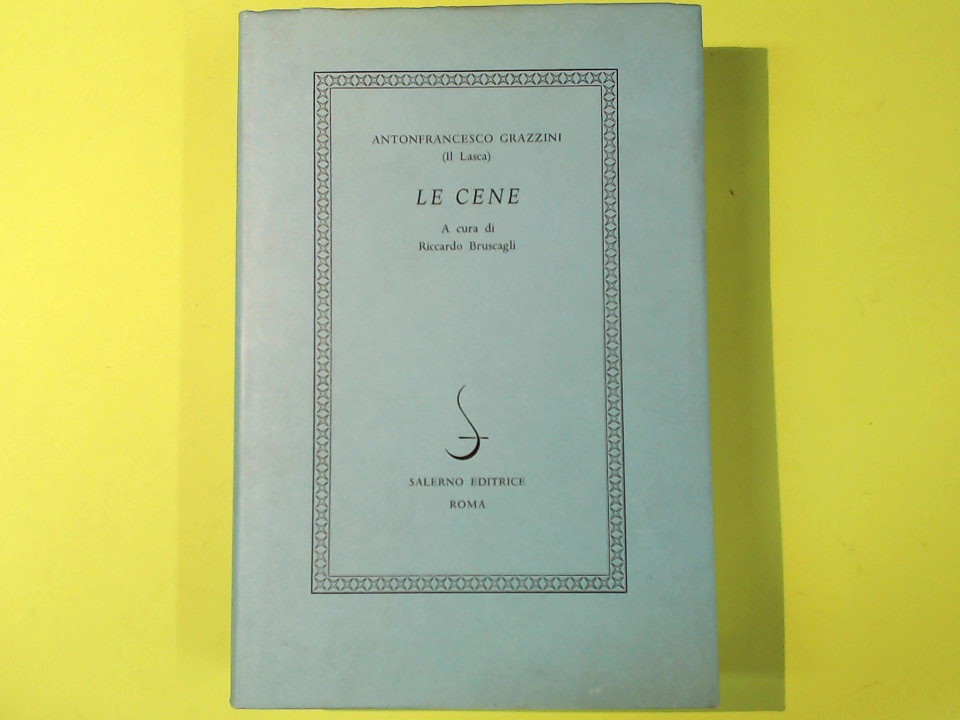 ANTONFRANCESCO GRAZZINI
(Il Lasca)
LE CENE
A cura di
Riccardo Bruscagli
SALERNO EDITRICE
ROMA